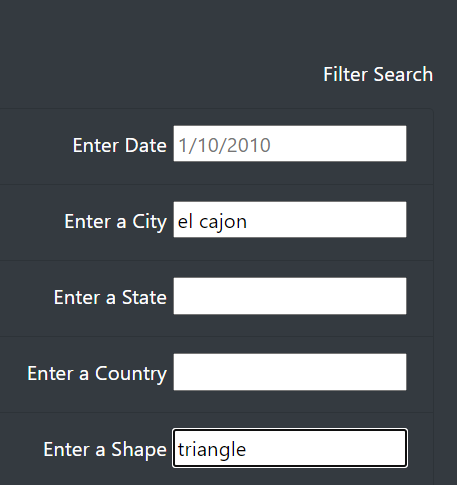 Filter Search
Enter Date 1/10/2010
Enter a City el cajon
Enter a State
Enter a Country
Enter a Shape triangle